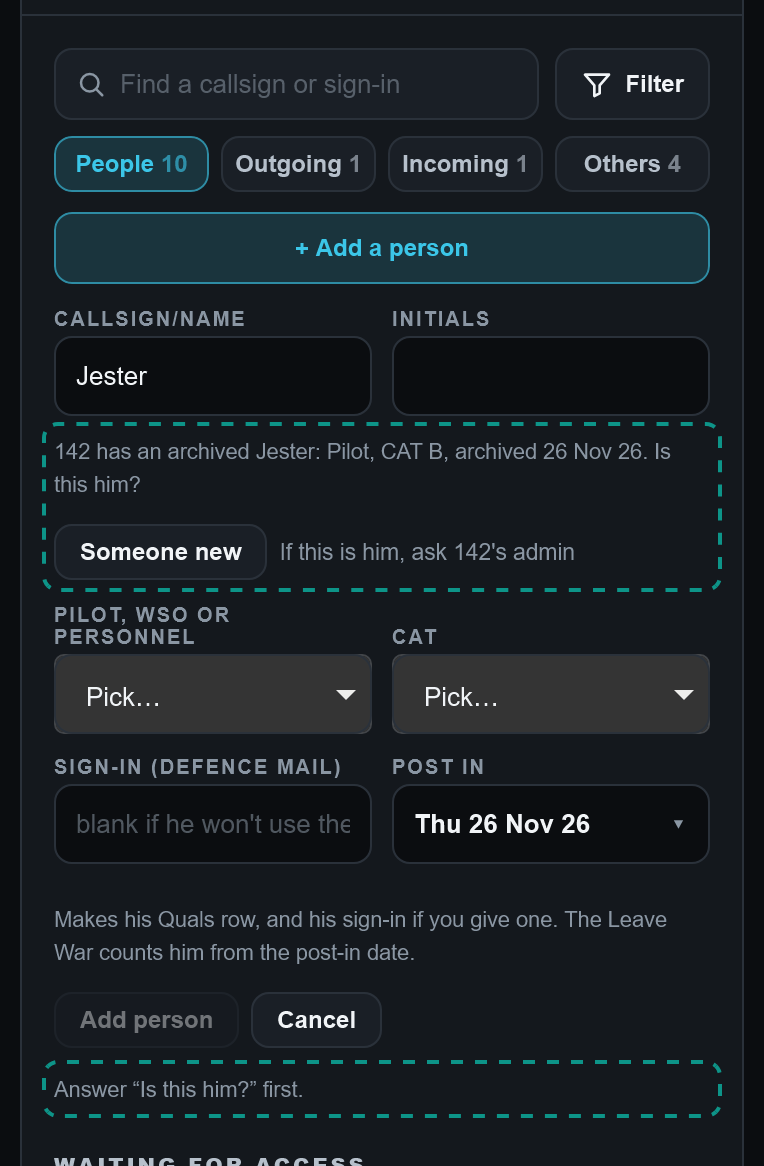 Find a callsign or sign-in
Filter
People 10
Outgoing 1
Incoming 1
Others 4
+ Add a person
CALLSIGN/NAME
INITIALS
Jester
142 has an archived Jester: Pilot, CAT B, archived 26 Nov 26. Is
this him?
Someone new
If this is him, ask 142's admin
PILOT, WSO OR
PERSONNEL
CAT
Pick...
Pick...
SIGN-IN (DEFENCE MAIL)
POST IN
blank if he won't use the
Thu 26 Nov 26
Makes his Quals row, and his sign-in if you give one. The Leave
War counts him from the post-in date.
Add person
Cancel
Answer “Is this him?” first.
WAITING FOR ACCESS